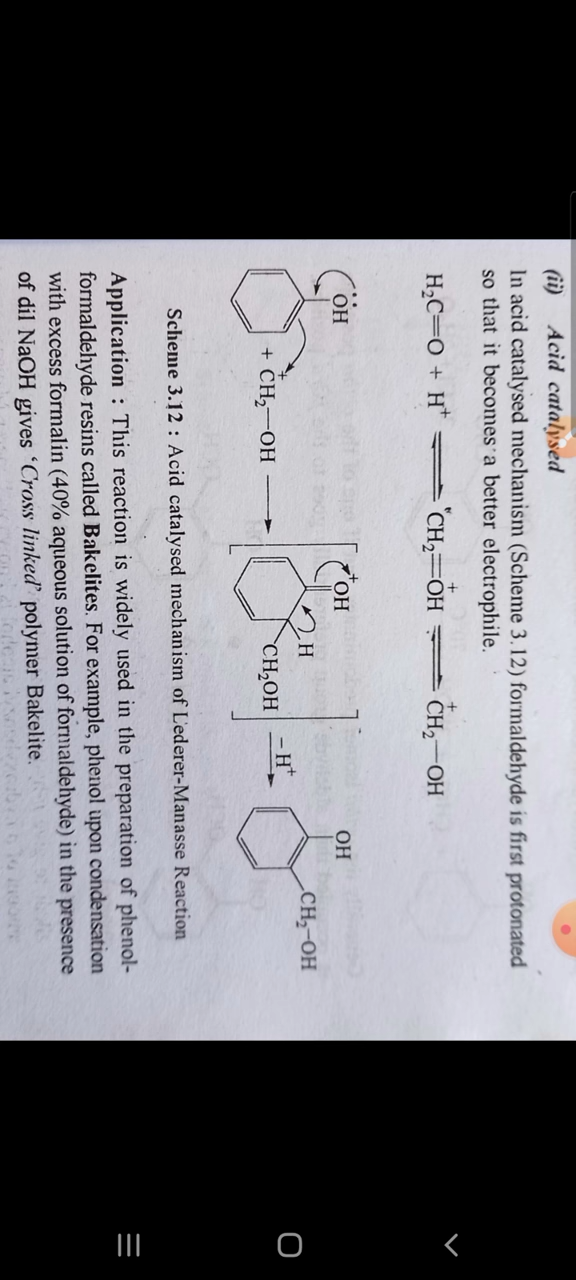 (ii) Acid catalysed
In acid catalysed mechanism (Scheme 3.12) formaldehyde is first protonated
so that it becomes a better electrophile.
H₂C=O + H⁺ ⇌ CH₂=O⁺H ⇌ ⁺CH₂—OH
OH + ⁺CH₂—OH → ⁺OH H CH₂OH −H⁺ → OH CH₂–OH
Scheme 3.12 : Acid catalysed mechanism of Lederer-Manasse Reaction
Application : This reaction is widely used in the preparation of phenol-
formaldehyde resins called Bakelites. For example, phenol upon condensation
with excess formalin (40% aqueous solution of formaldehyde) in the presence
of dil NaOH gives ‘Cross linked’ polymer Bakelite.